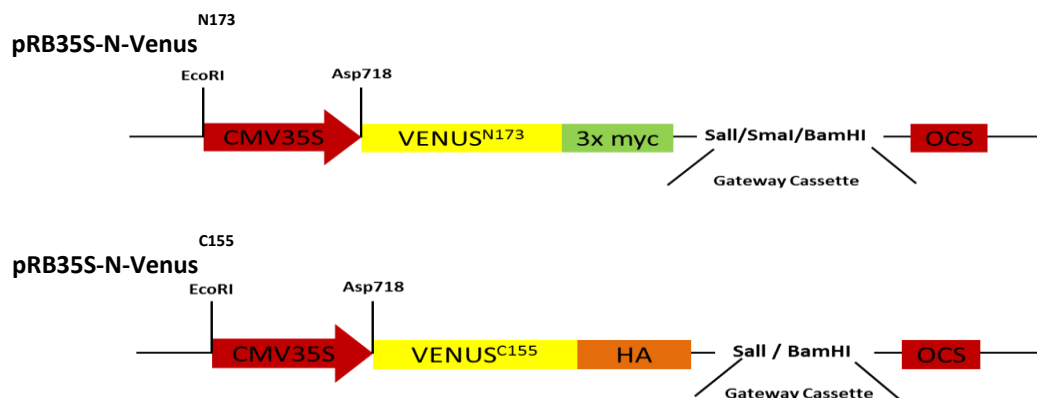 N173
pRB35S-N-Venus
EcoRI
Asp718
CMV35S
VENUSN173
3x myc
SalI/SmaI/BamHI
OCS
Gateway Cassette
C155
pRB35S-N-Venus
EcoRI
Asp718
CMV35S
VENUSC155
HA
SalI / BamHI
OCS
Gateway Cassette